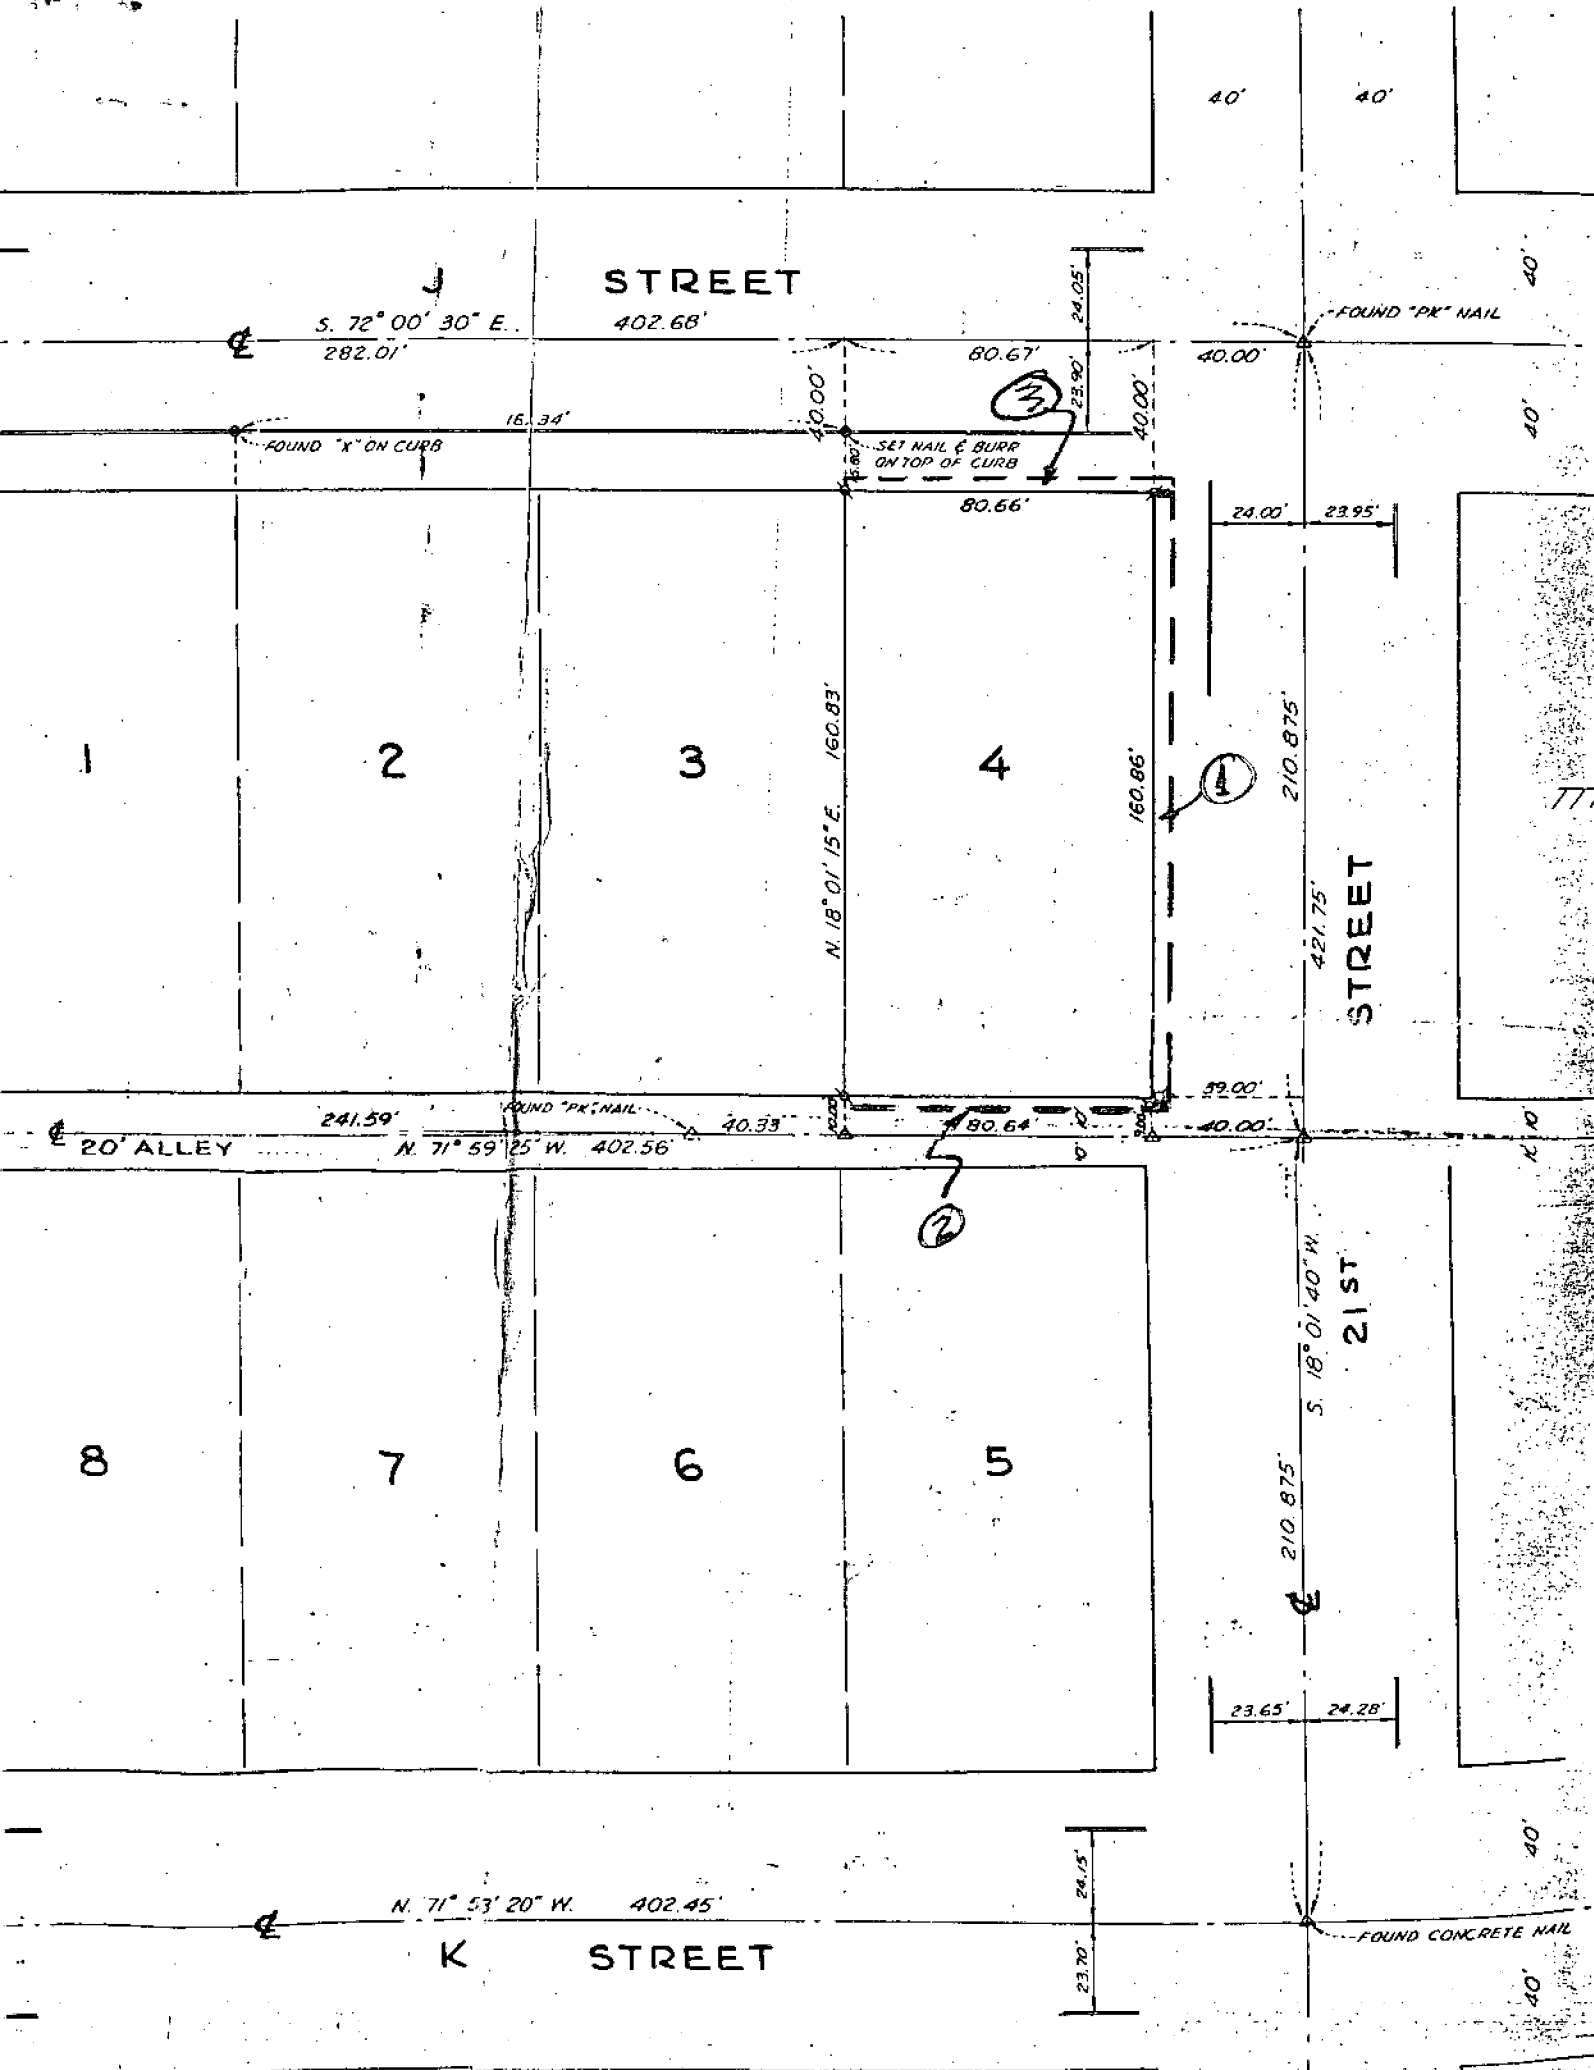 40' 40'
J STREET
40'
24.05'
FOUND "PK" NAIL
S. 72° 00' 30" E. 402.68'
℄
282.01' 80.67' 40.00'
40.00' 23.90' 40.00' 40'
3
FOUND "X" ON CURB
SET NAIL & BURR
ON TOP OF CURB
80.66'
24.00' 23.95'
1 2 3 4
N. 18° 01' 15" E. 160.83'
160.86'
1
210.875'
421.75'
STREET
39.00'
241.59' FOUND "PK" NAIL 40.33' 80.64' 40.00'
℄ 20' ALLEY N. 71° 59' 25" W. 402.56'
10' 10'
10'
2
S. 18° 01' 40" W.
21ST
8 7 6 5
210.875'
℄
23.65' 24.28'
40'
24.15'
N. 71° 53' 20" W. 402.45'
℄
FOUND CONCRETE NAIL
K STREET
23.70'
40'